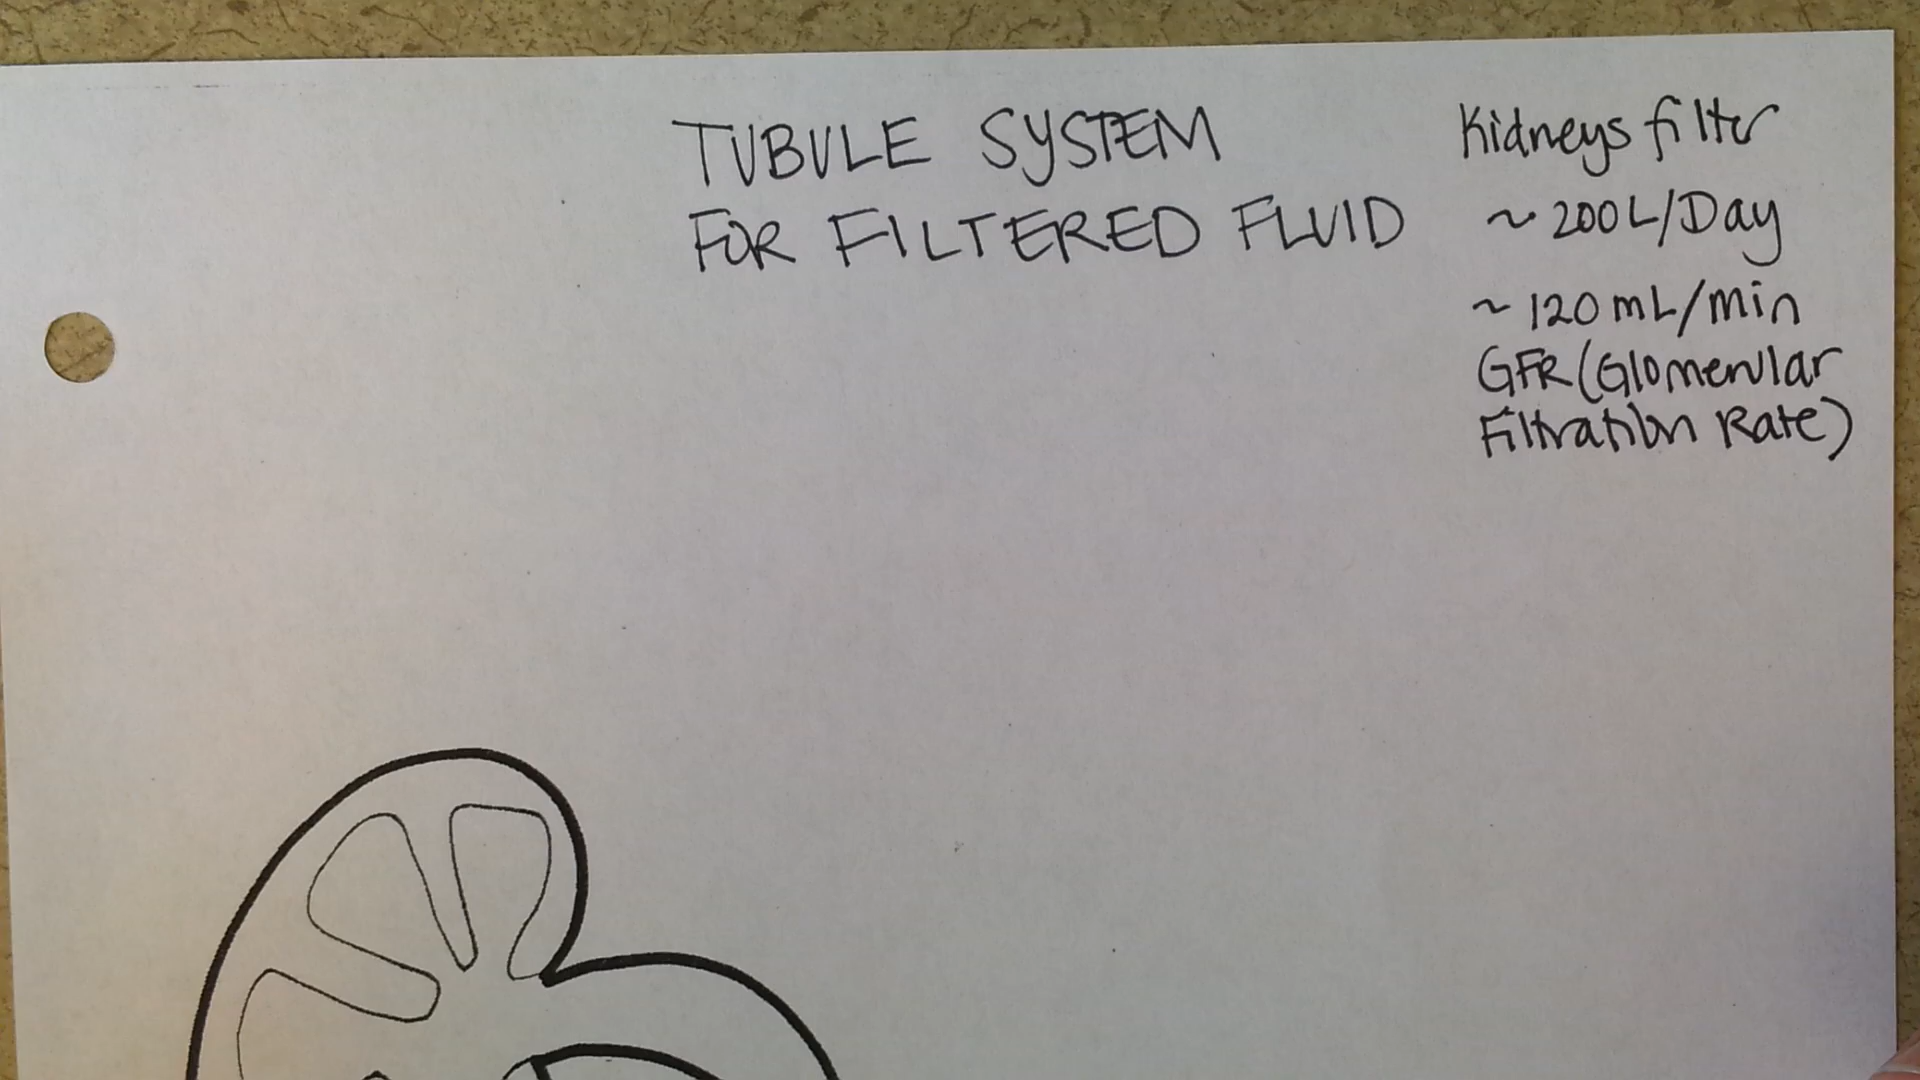 TUBULE SYSTEM
FOR FILTERED FLUID
Kidneys filter
~ 200L/Day
~ 120mL/min
GFR (Glomerular
Filtration Rate)